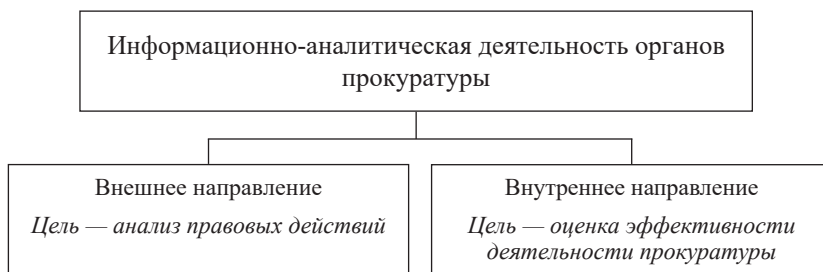 Информационно-аналитическая деятельность органов
прокуратуры
Внешнее направление
Цель — анализ правовых действий
Внутреннее направление
Цель — оценка эффективности
деятельности прокуратуры